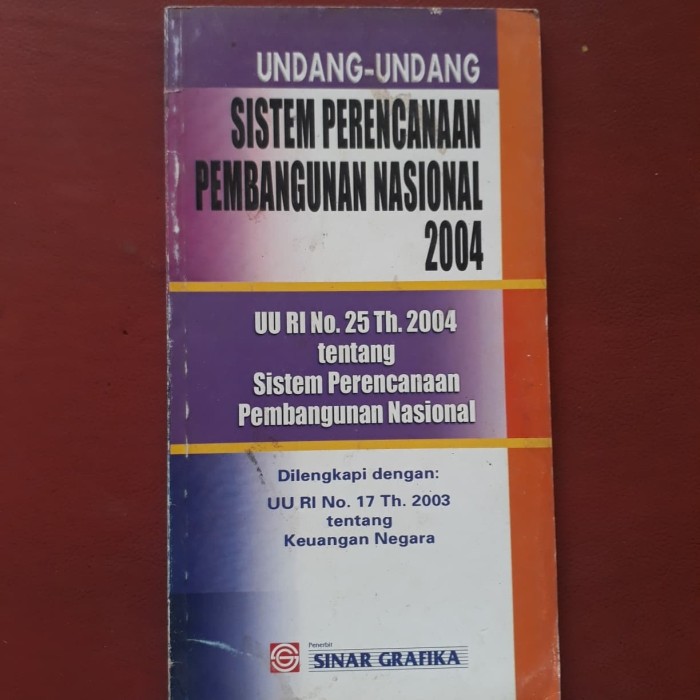 UNDANG-UNDANG
SISTEM PERENCANAAN
PEMBANGUNAN NASIONAL
2004
UU RI No. 25 Th. 2004
tentang
Sistem Perencanaan
Pembangunan Nasional
Dilengkapi dengan:
UU RI No. 17 Th. 2003
tentang
Keuangan Negara
Penerbit
SINAR GRAFIKA